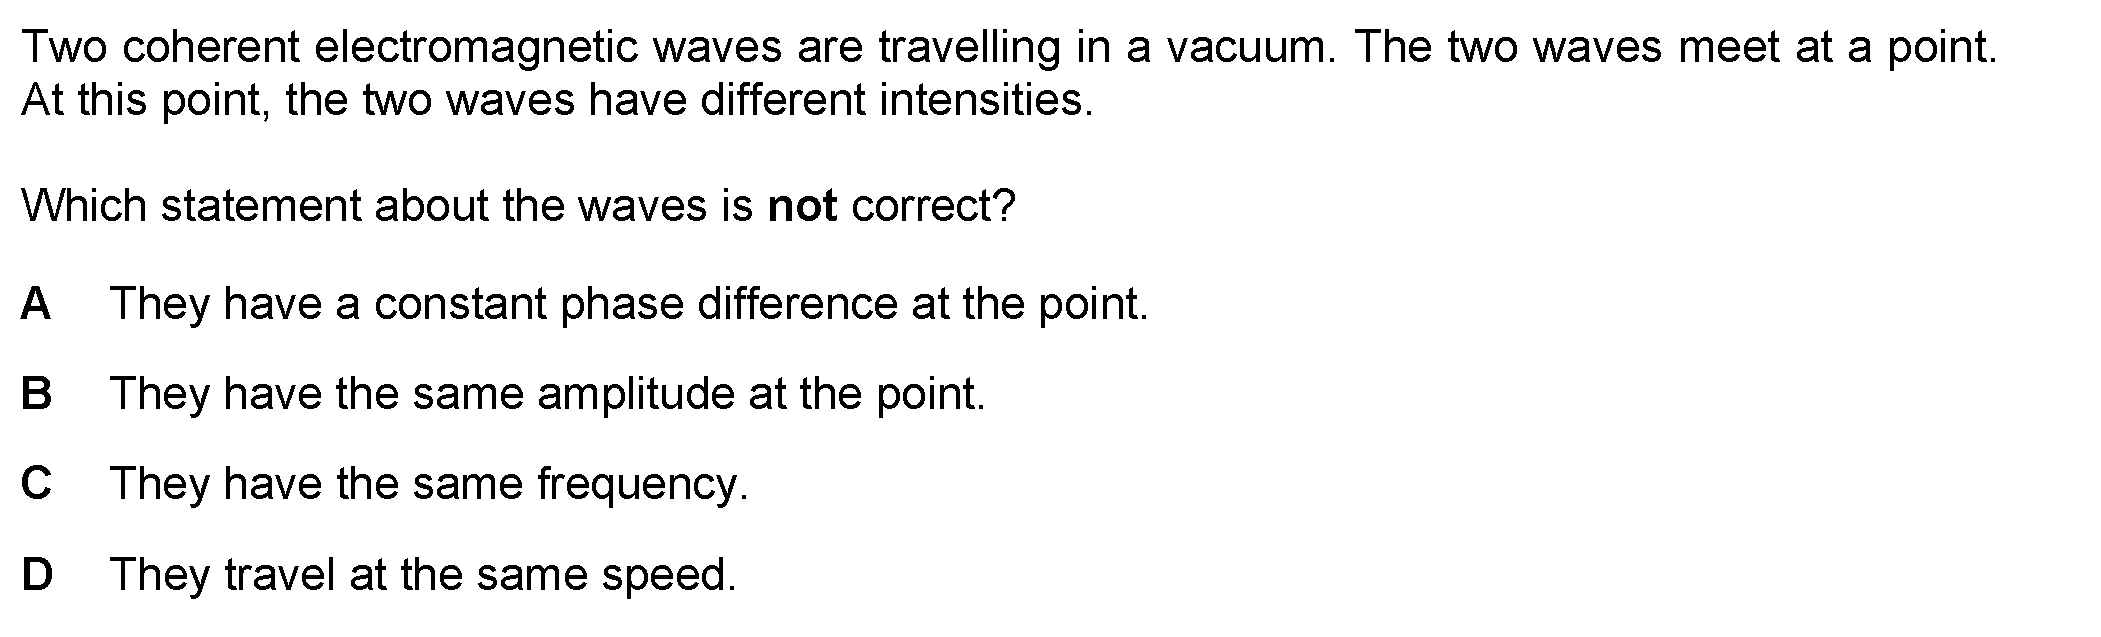 Two coherent electromagnetic waves are travelling in a vacuum. The two waves meet at a point.
At this point, the two waves have different intensities.
Which statement about the waves is not correct?
A They have a constant phase difference at the point.
B They have the same amplitude at the point.
C They have the same frequency.
D They travel at the same speed.